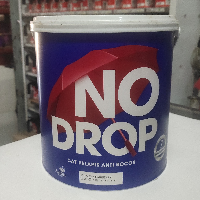 NO
DROP
CAT PELAPIS ANTI BOCOR